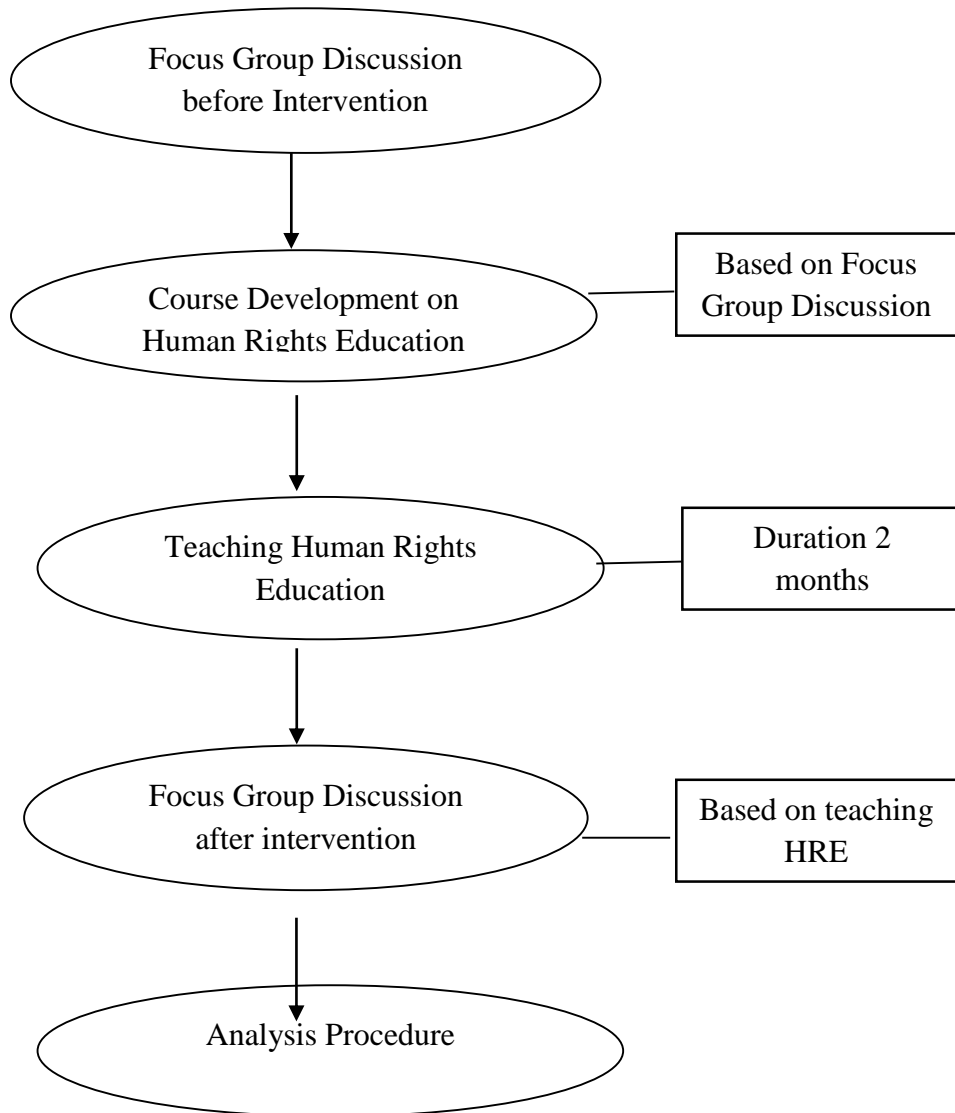 Focus Group Discussion
before Intervention
Course Development on
Human Rights Education
Based on Focus
Group Discussion
Teaching Human Rights
Education
Duration 2
months
Focus Group Discussion
after intervention
Based on teaching
HRE
Analysis Procedure